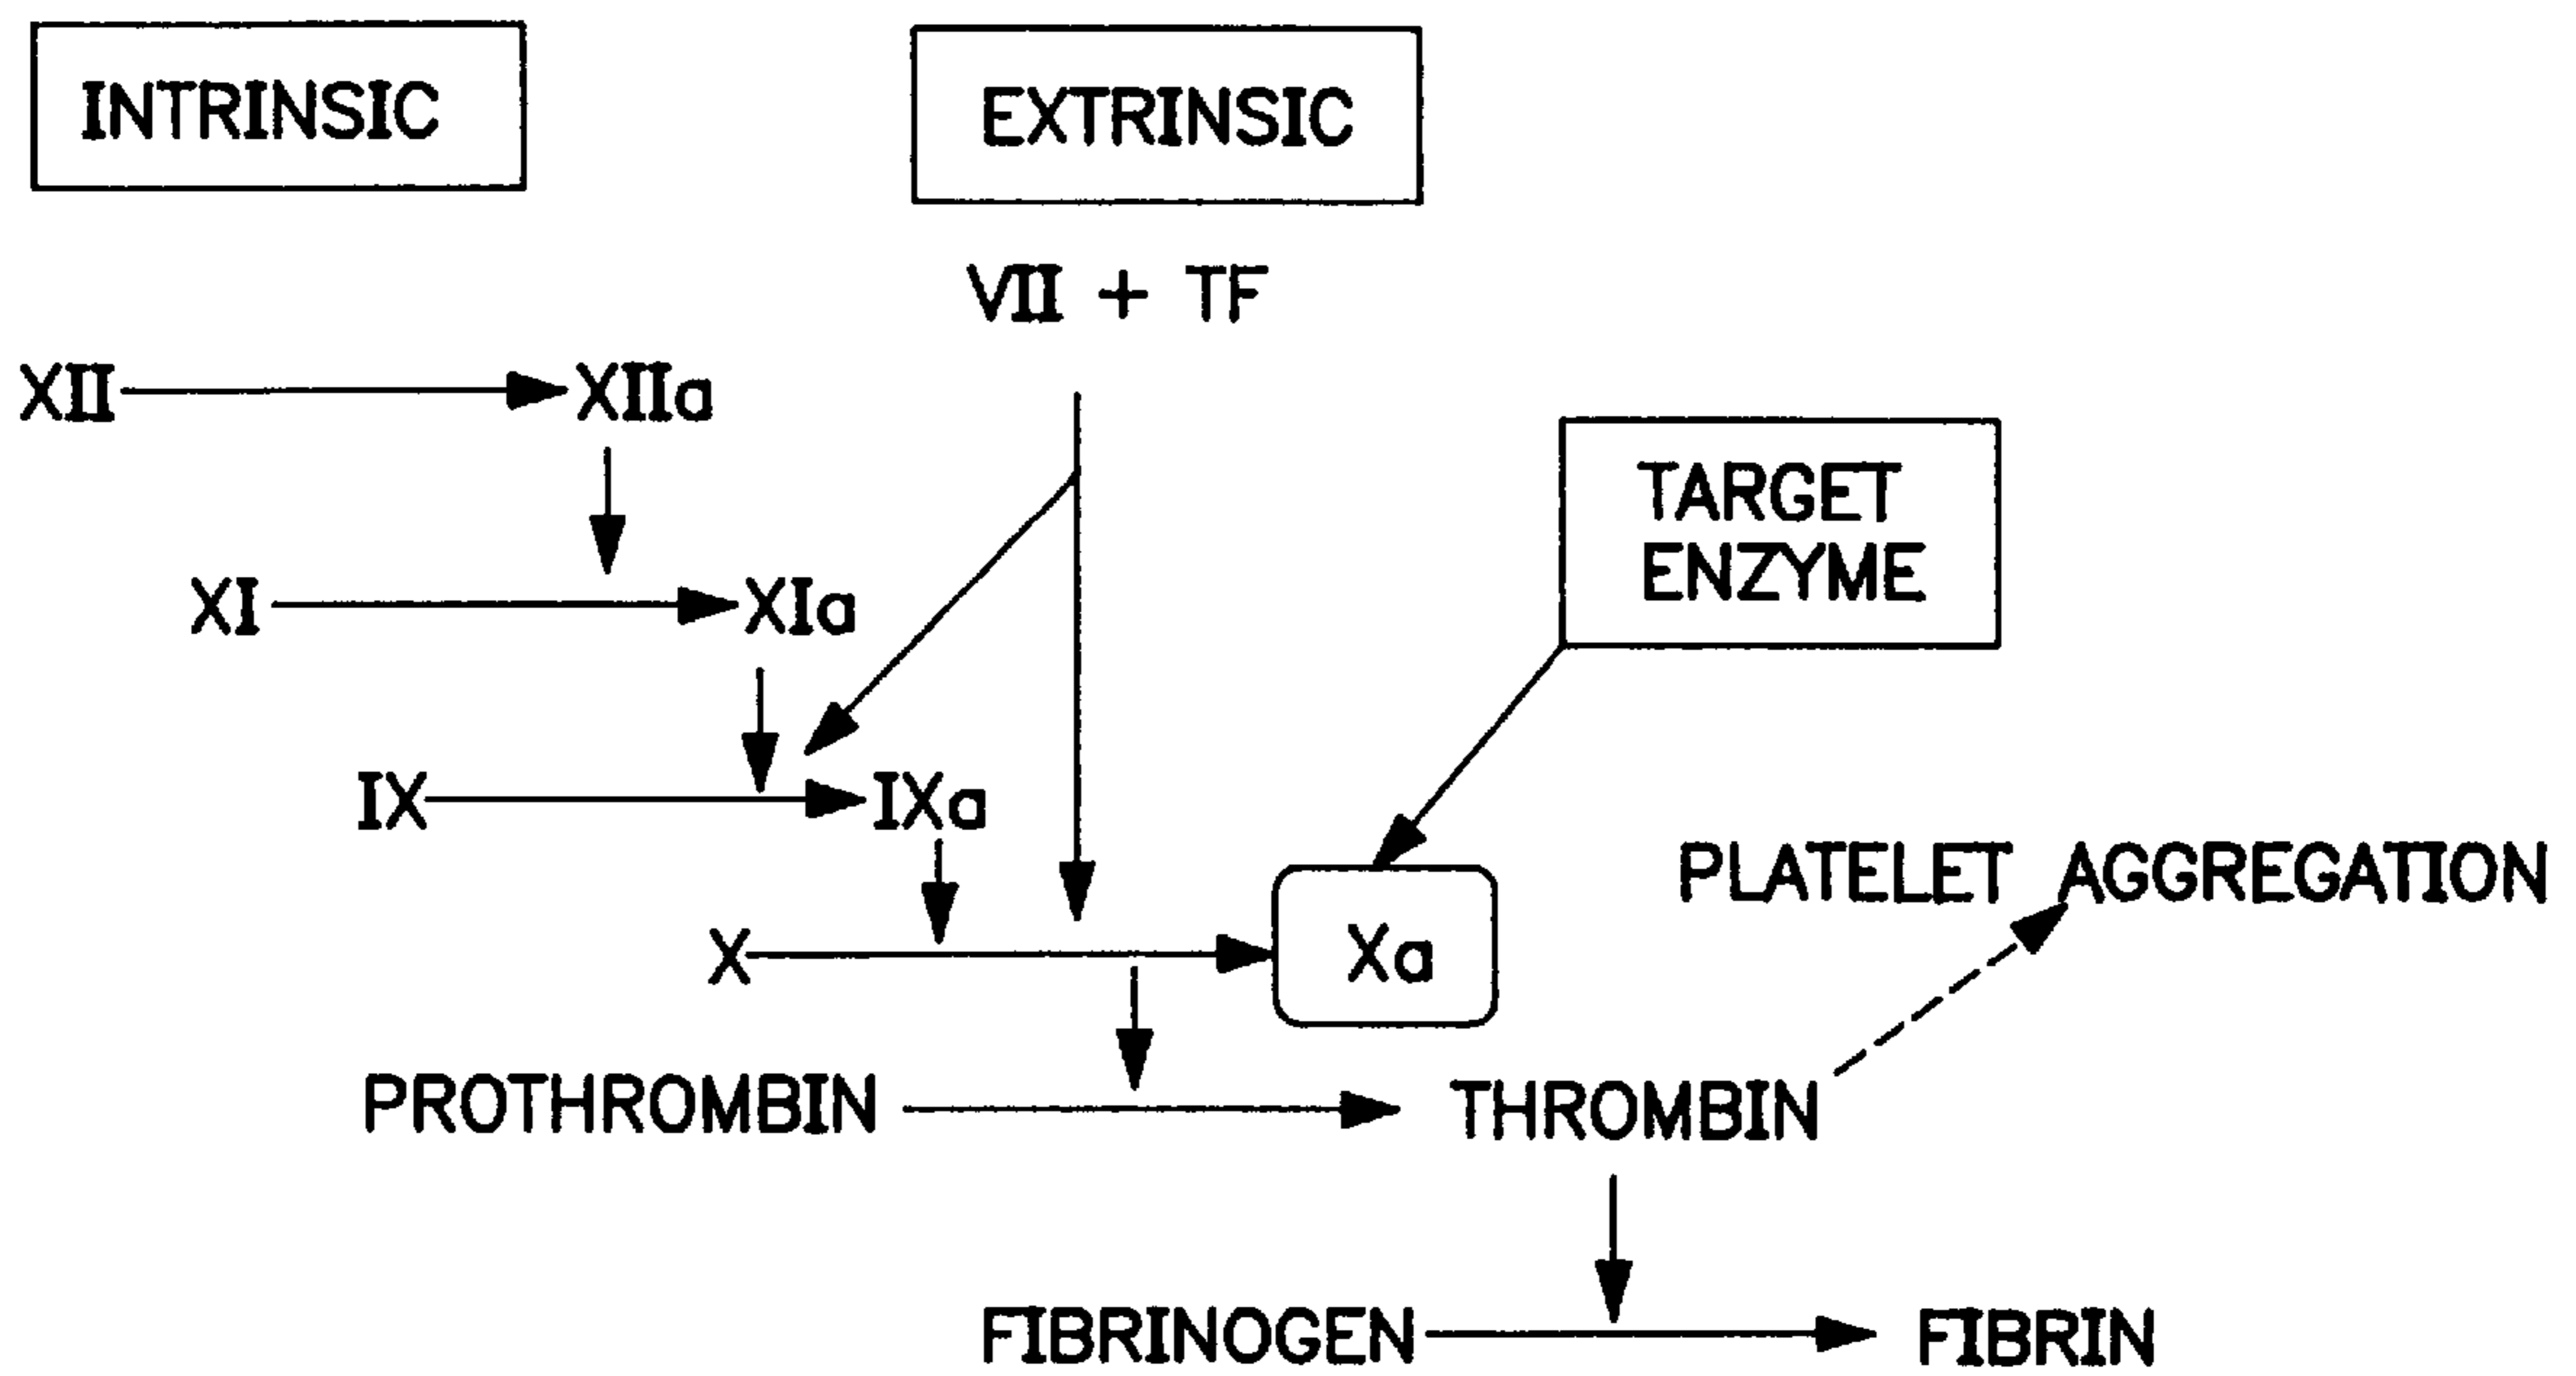 INTRINSIC
EXTRINSIC
VII + TF
XII
XIIa
TARGET
ENZYME
XI
XIa
IX
IXa
PLATELET AGGREGATION
X
Xa
PROTHROMBIN
THROMBIN
FIBRINOGEN
FIBRIN